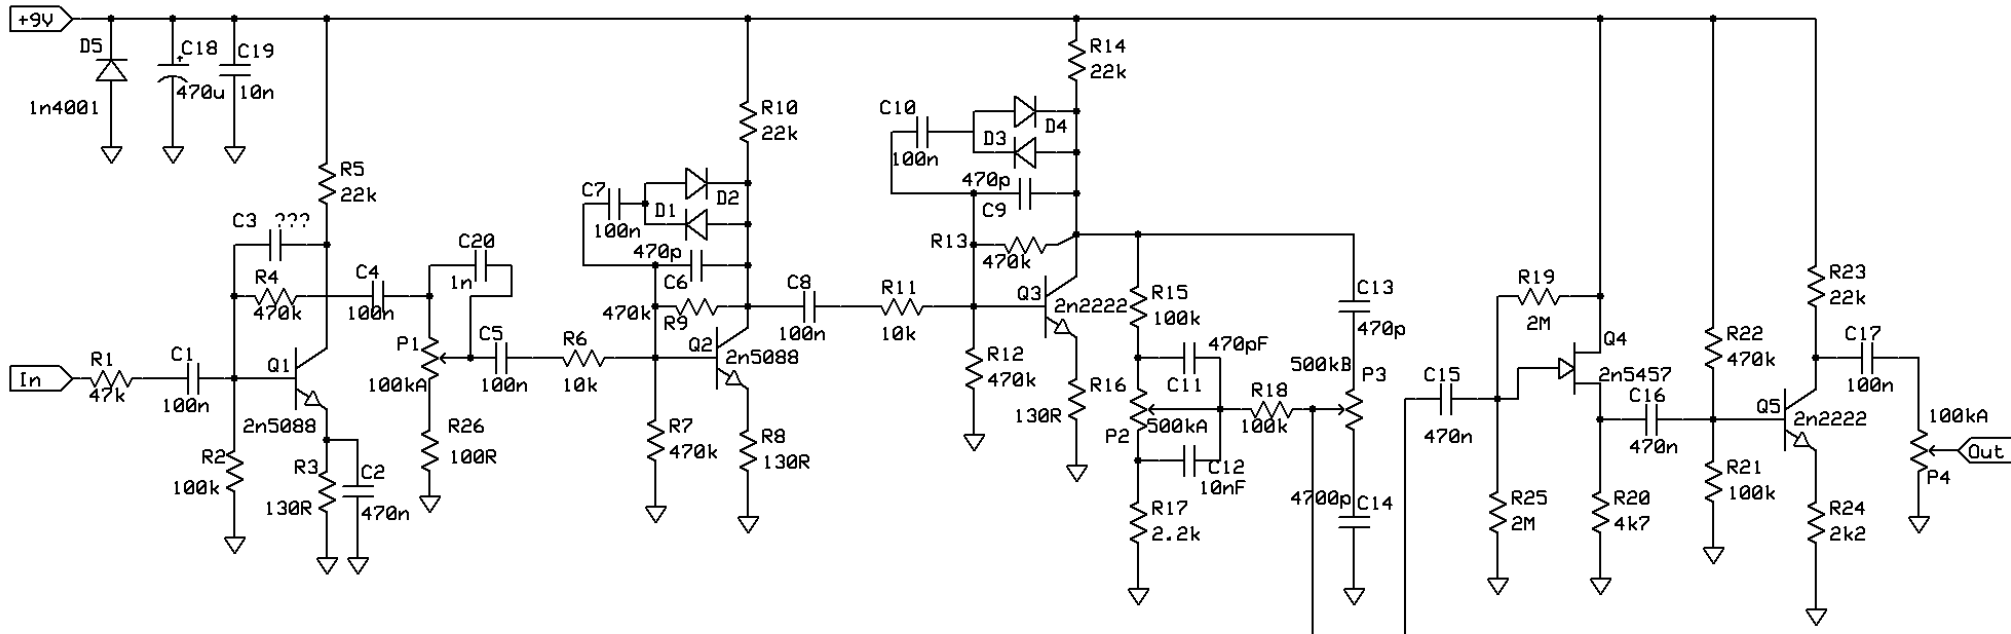 +9V
D5
1n4001
C18
+
470u
C19
10n
R5
22k
C3
???
R4
470k
C4
100n
In
R1
47k
C1
100n
Q1
2n5088
R2
100k
R3
130R
C2
470n
C20
1n
P1
100kA
R26
100R
C5
100n
R6
10k
C7
100n
D1
D2
470p
C6
470k
R9
R10
22k
Q2
2n5088
R7
470k
R8
130R
C8
100n
R11
10k
C10
100n
D3
D4
470p
C9
R13
470k
R14
22k
Q3
2n2222
R12
470k
R16
130R
R15
100k
470pF
C11
P2
500kA
C12
10nF
R17
2.2k
R18
100k
C13
470p
500kB
P3
4700p
C14
C15
470n
R19
2M
Q4
2n5457
R25
2M
R20
4k7
C16
470n
R22
470k
R21
100k
R23
22k
Q5
2n2222
R24
2k2
C17
100n
100kA
P4
Out